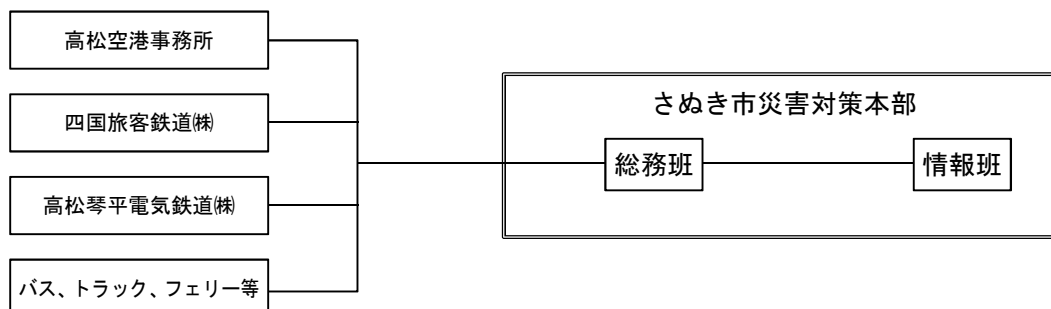 高松空港事務所
四国旅客鉄道㈱
高松琴平電気鉄道㈱
バス、トラック、フェリー等
さぬき市災害対策本部
総務班
情報班